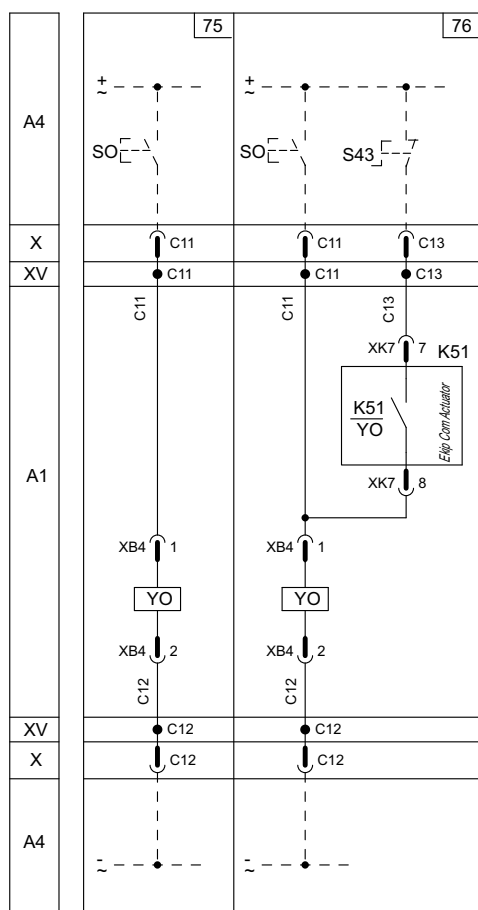 75
76
A4
+
~
+
~
SO
SO
S43
X
C11
C11
C13
XV
C11
C11
C13
A1
C11
C11
C13
XK7 7 K51
K51
YO
Ekip Com Actuator
XK7 8
XB4 1
XB4 1
YO
YO
XB4 2
XB4 2
C12
C12
XV
C12
C12
X
C12
C12
A4
-
~
-
~